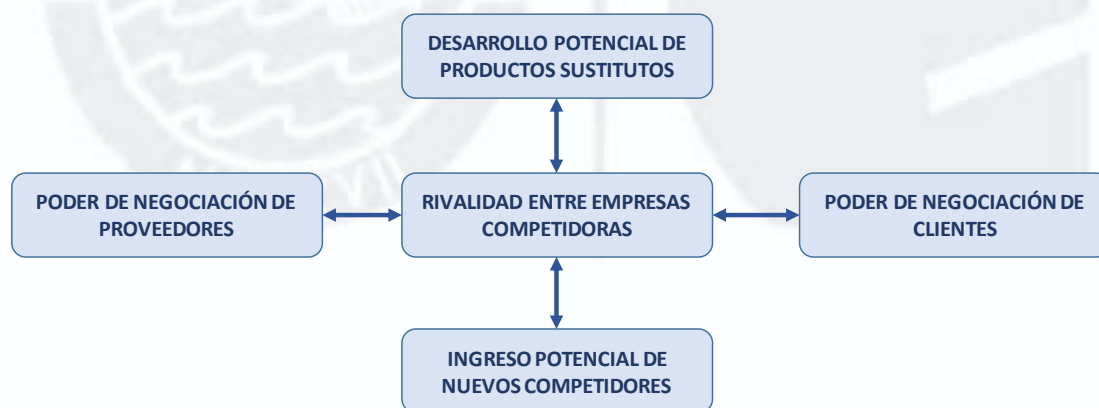 DESARROLLO POTENCIAL DE
PRODUCTOS SUSTITUTOS
PODER DE NEGOCIACIÓN DE
PROVEEDORES
RIVALIDAD ENTRE EMPRESAS
COMPETIDORAS
PODER DE NEGOCIACIÓN DE
CLIENTES
INGRESO POTENCIAL DE
NUEVOS COMPETIDORES